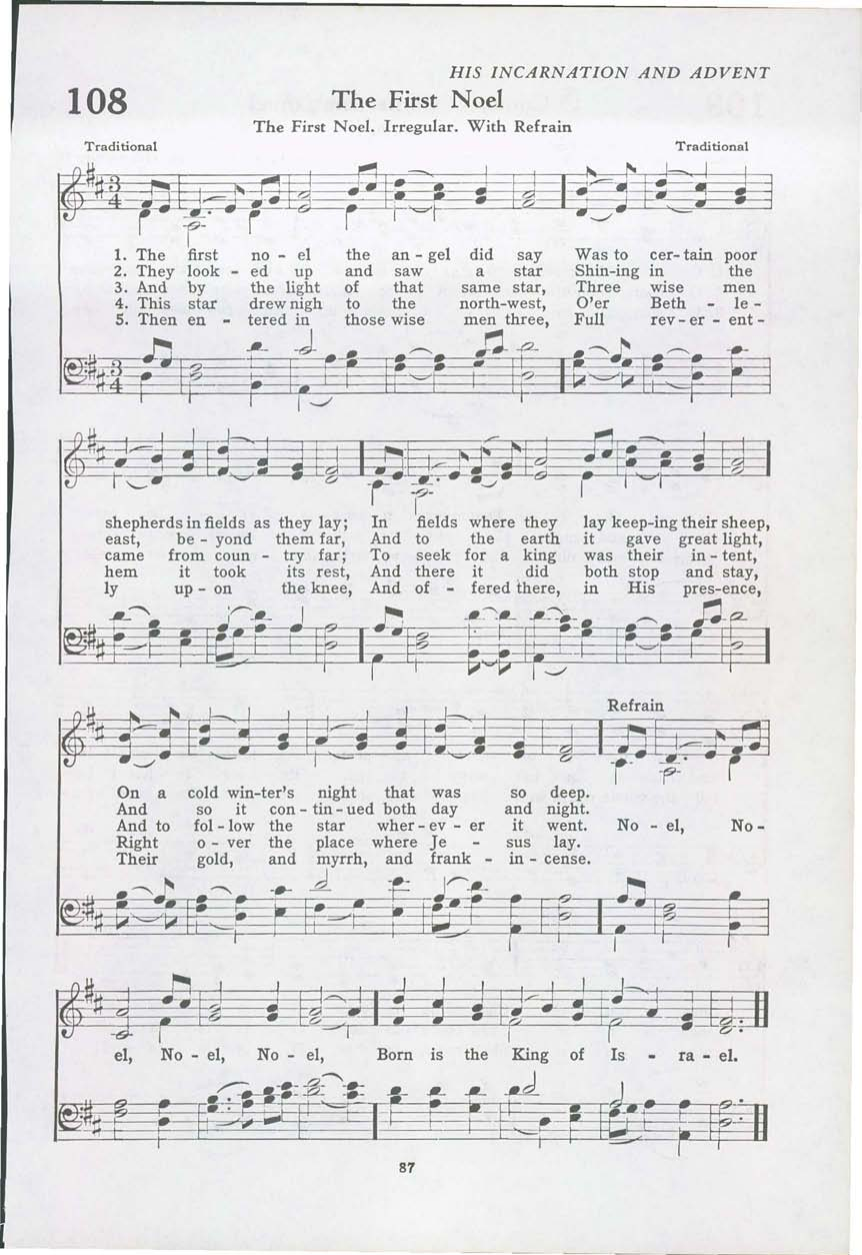 HIS INCARNATION AND ADVENT
108
The First Noel
The First Noel. Irregular. With Refrain
Traditional Traditional
3
4
1. The first no - el the an - gel did say Was to cer- tain poor
2. They look - ed up and saw a star Shin-ing in the
3. And by the light of that same star, Three wise men
4. This star drew nigh to the north-west, O'er Beth - le -
5. Then en - tered in those wise men three, Full rev - er - ent -
3
4
shepherds in fields as they lay; In fields where they lay keep-ing their sheep,
east, be - yond them far, And to the earth it gave great light,
came from coun - try far; To seek for a king was their in - tent,
hem it took its rest, And there it did both stop and stay,
ly up - on the knee, And of - fered there, in His pres-ence,
Refrain
On a cold win-ter's night that was so deep.
And so it con - tin - ued both day and night.
And to fol - low the star wher - ev - er it went. No - el, No-
Right o - ver the place where Je - sus lay.
Their gold, and myrrh, and frank - in - cense.
el, No - el, No - el, Born is the King of Is - ra - el.
87